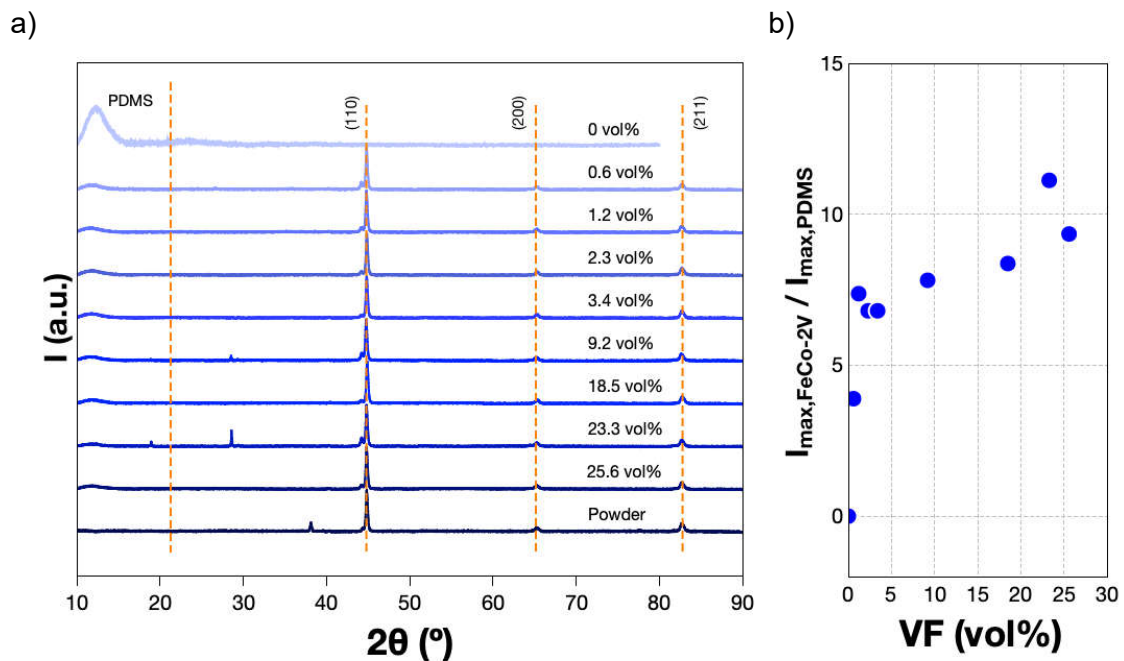 a)
b)
PDMS
(110)
(200)
(211)
0 vol%
0.6 vol%
1.2 vol%
2.3 vol%
3.4 vol%
9.2 vol%
18.5 vol%
23.3 vol%
25.6 vol%
Powder
I (a.u.)
10 20 30 40 50 60 70 80 90
2θ (º)
15
10
5
0
I max,FeCo-2V / I max,PDMS
0 5 10 15 20 25 30
VF (vol%)